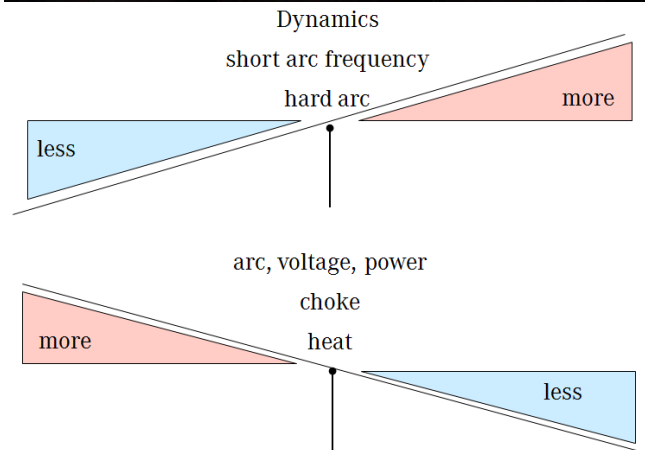 Dynamics
short arc frequency
hard arc
more
less
arc, voltage, power
choke
heat
more
less